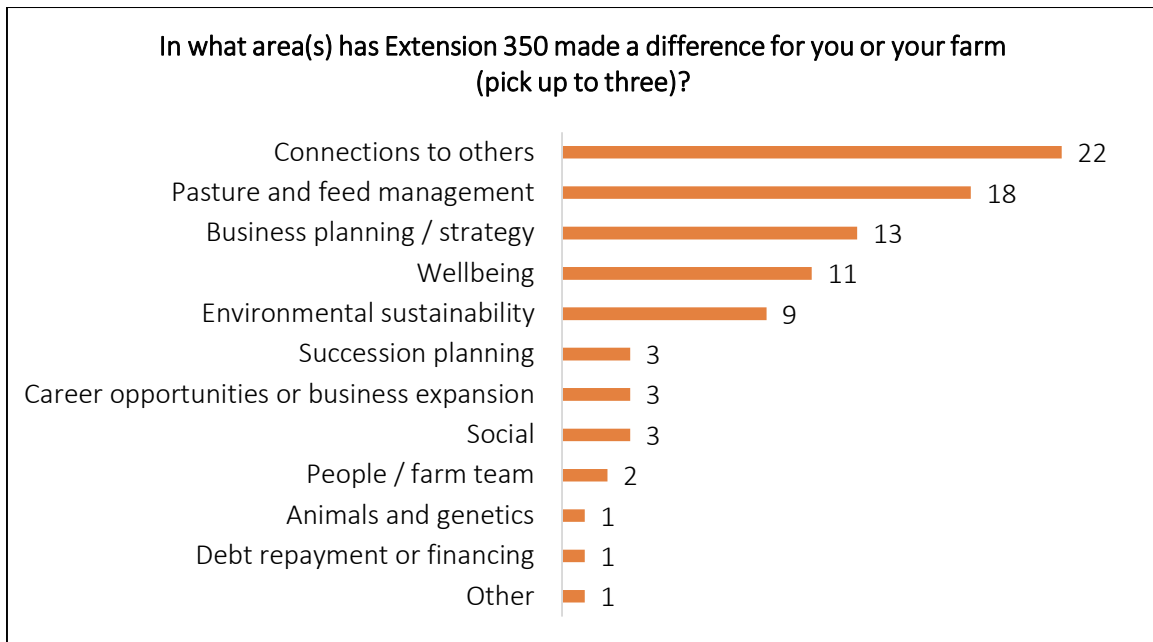 In what area(s) has Extension 350 made a difference for you or your farm
(pick up to three)?
Connections to others 22
Pasture and feed management 18
Business planning / strategy 13
Wellbeing 11
Environmental sustainability 9
Succession planning 3
Career opportunities or business expansion 3
Social 3
People / farm team 2
Animals and genetics 1
Debt repayment or financing 1
Other 1